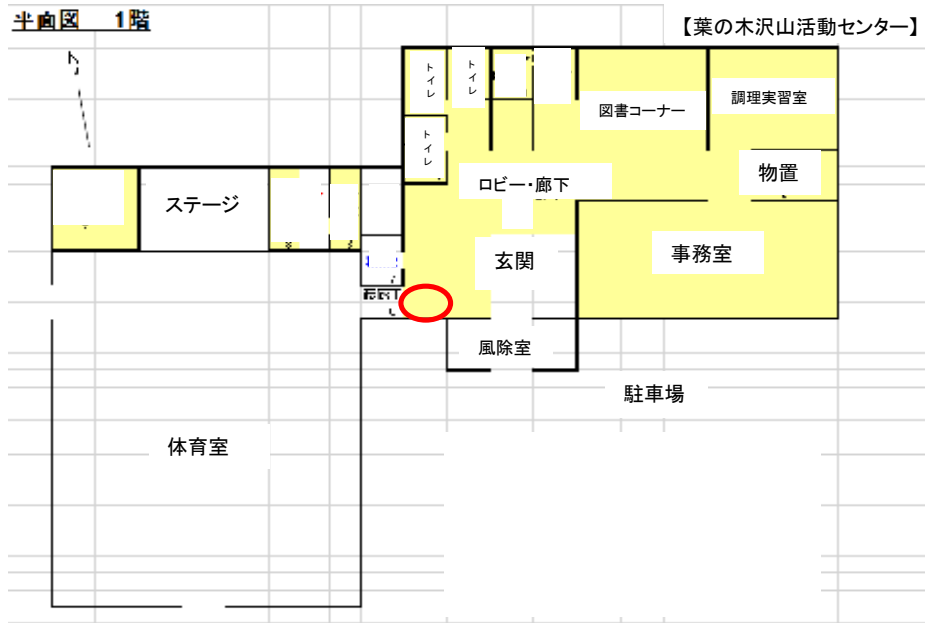 平面図 1階
【葉の木沢山活動センター】
トイレ
トイレ
図書コーナー
調理実習室
トイレ
物置
ロビー・廊下
ステージ
事務室
玄関
風除室
駐車場
体育室